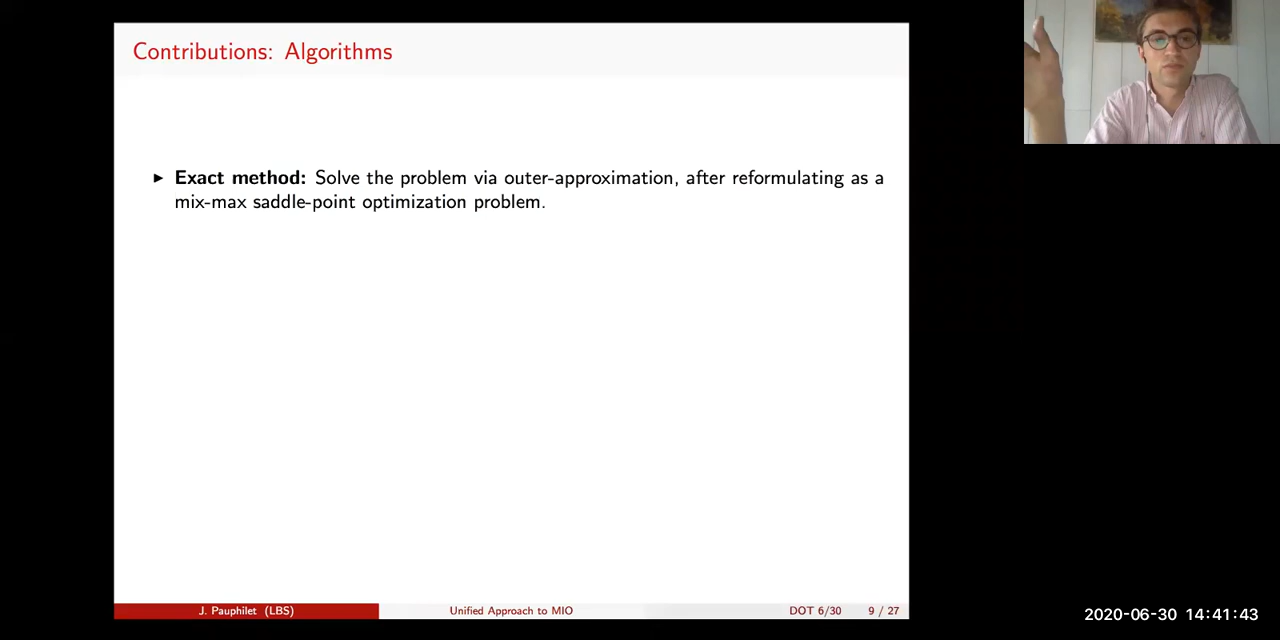 Contributions: Algorithms
▶ Exact method: Solve the problem via outer-approximation, after reformulating as a
mix-max saddle-point optimization problem.
J. Pauphilet (LBS)
Unified Approach to MIO
DOT 6/30
9 / 27
2020-06-30 14:41:43